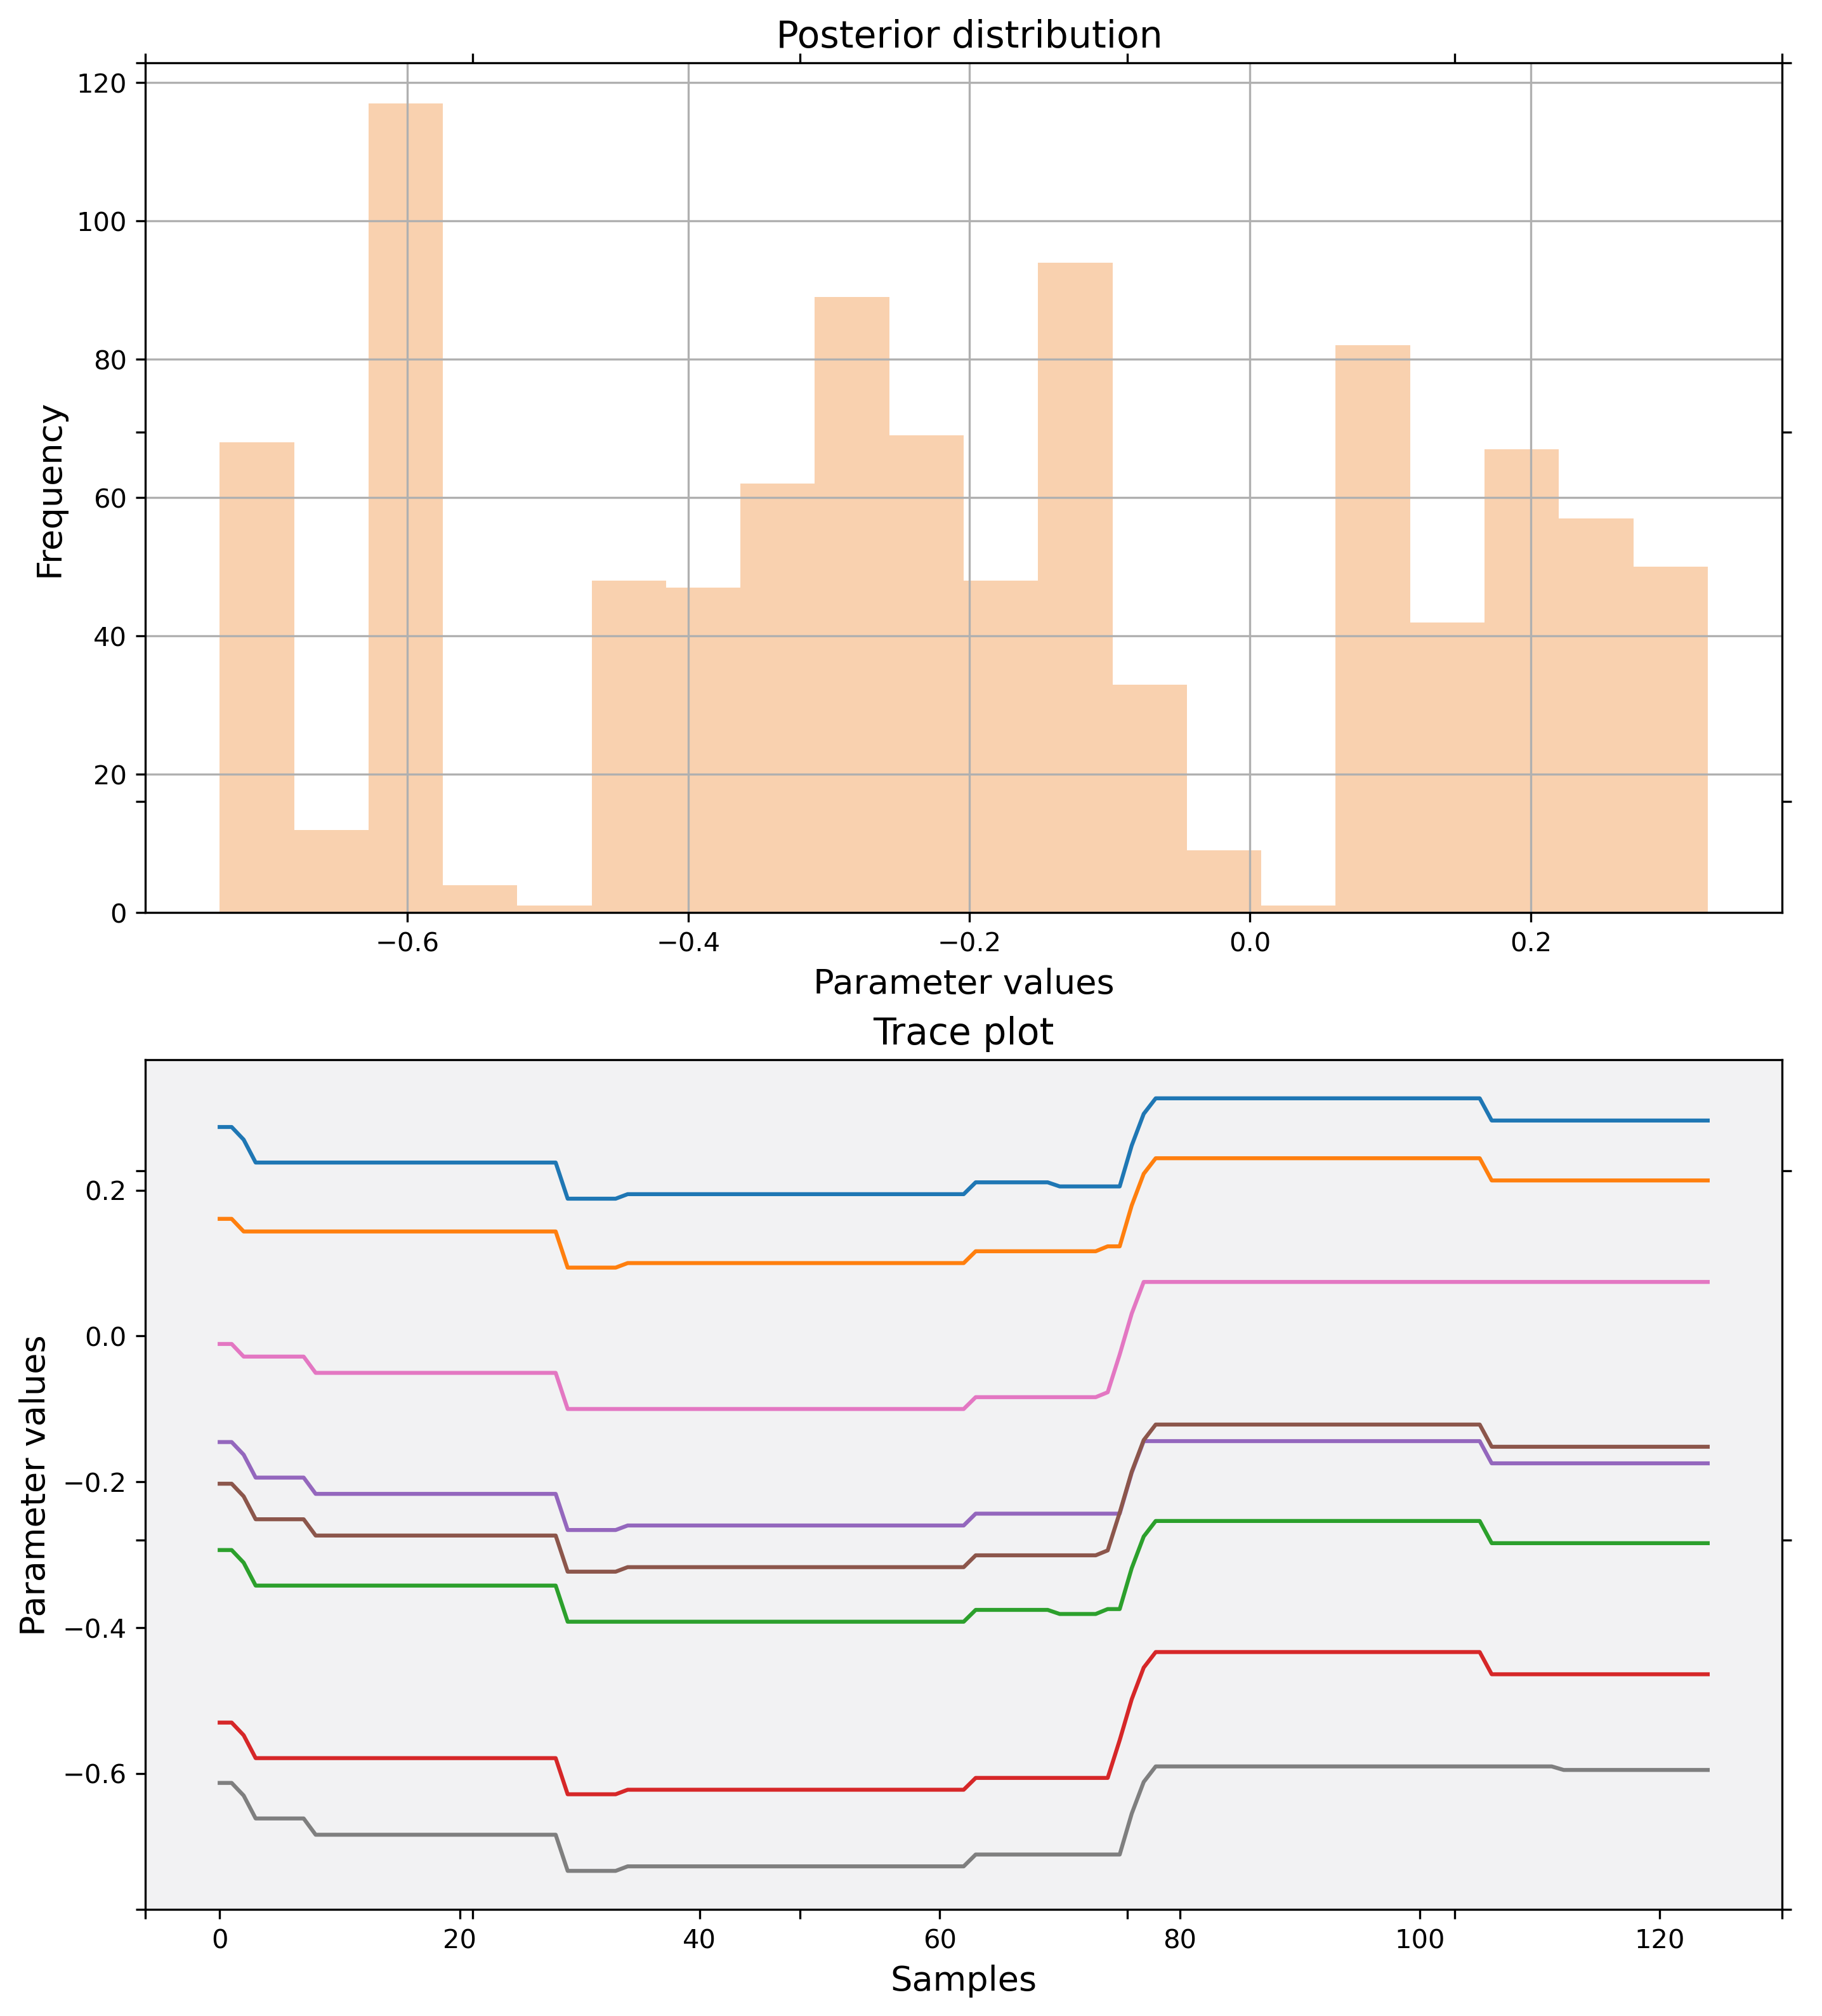 Posterior distribution
120
100
80
60
40
20
0
Frequency
−0.6 −0.4 −0.2 0.0 0.2
Parameter values
Trace plot
0.2
0.0
−0.2
−0.4
−0.6
Parameter values
0 20 40 60 80 100 120
Samples